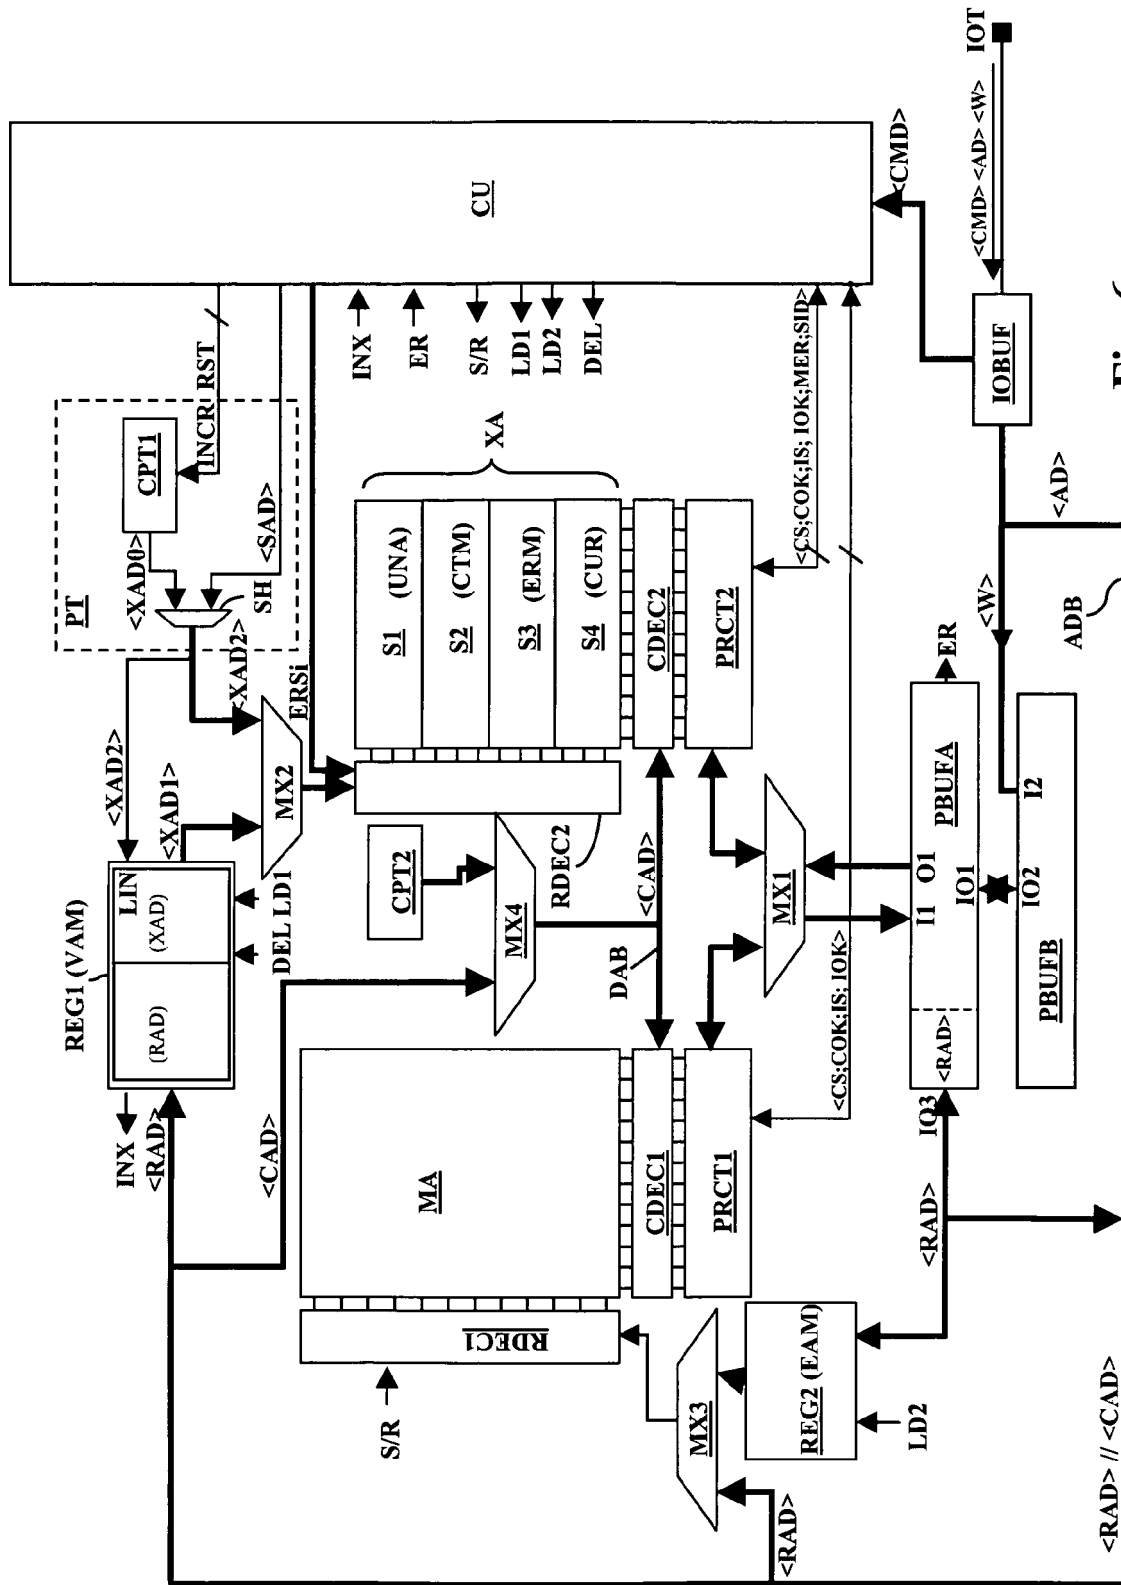 IOT
<CMD> <AD> <W>
<CMD>
CU
IOBUF
Fig. 6
INCR RST
CPT1
<SAD>
<XAD0>
SH
PT
<XAD2>
ERSi
INX
ER
S/R
LD1
LD2
DEL
XA
S1 (UNA)
S2 (CTM)
S3 (ERM)
S4 (CUR)
CDEC2
PRCT2
<CS;COK;IS; IOK;MER;SID>
<AD>
<W>
ADB
ER
<XAD2>
<XAD1>
MX2
RDEC2
CPT2
MX4
<CAD>
DAB
MX1
PBUFA
I1 O1
IO1
I2
IO2
PBUFB
REG1 (VAM)
LIN
(XAD)
(RAD)
DEL LD1
INX
<RAD>
<CAD>
MA
CDEC1
PRCT1
<CS;COK;IS; IOK>
<RAD>
IO3
<RAD>
RDEC1
S/R
MX3
REG2 (EAM)
LD2
<RAD>
<RAD> // <CAD>